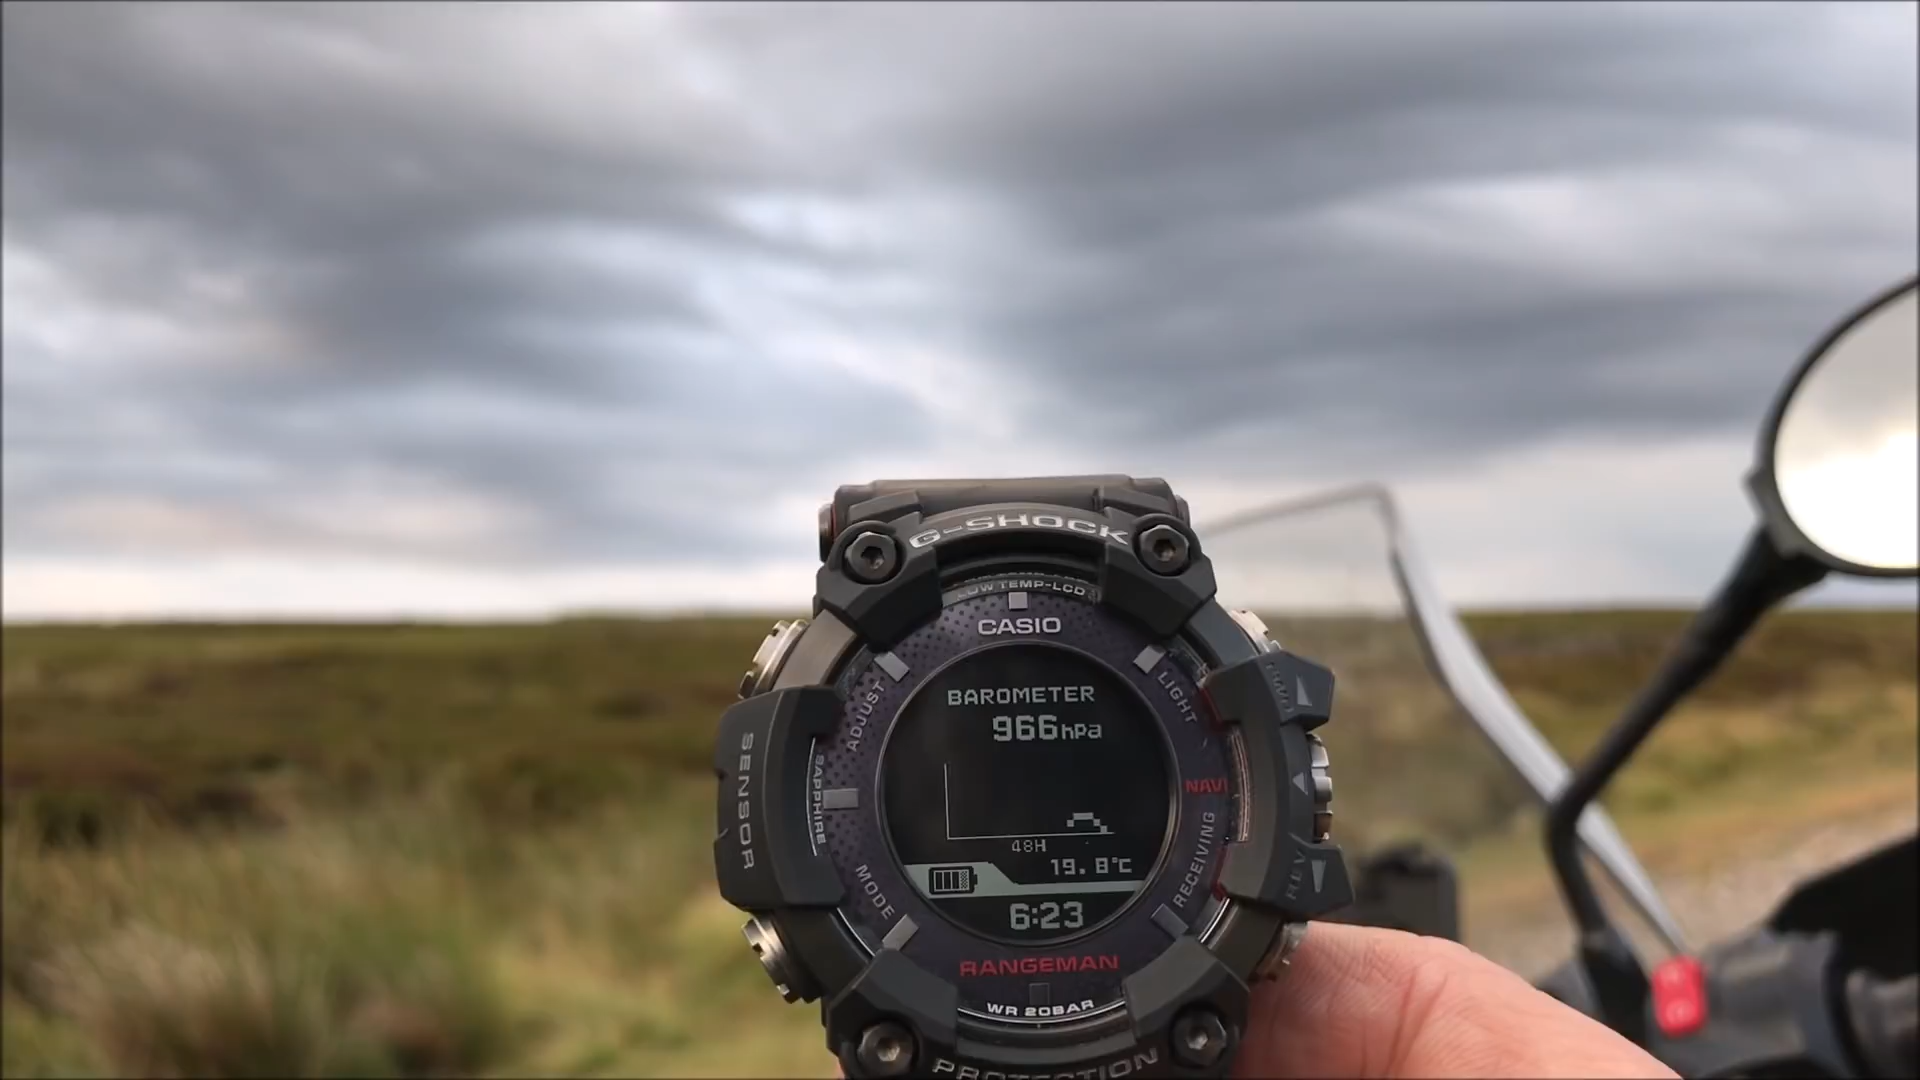 G-SHOCK
LOW TEMP-LCD
CASIO
ADJUST
LIGHT
BAROMETER
966hPa
SENSOR
SAPPHIRE
NAVI
48H
19.8°C
RECEIVING
REV
MODE
6:23
RANGEMAN
WR 20BAR
PROTECTION